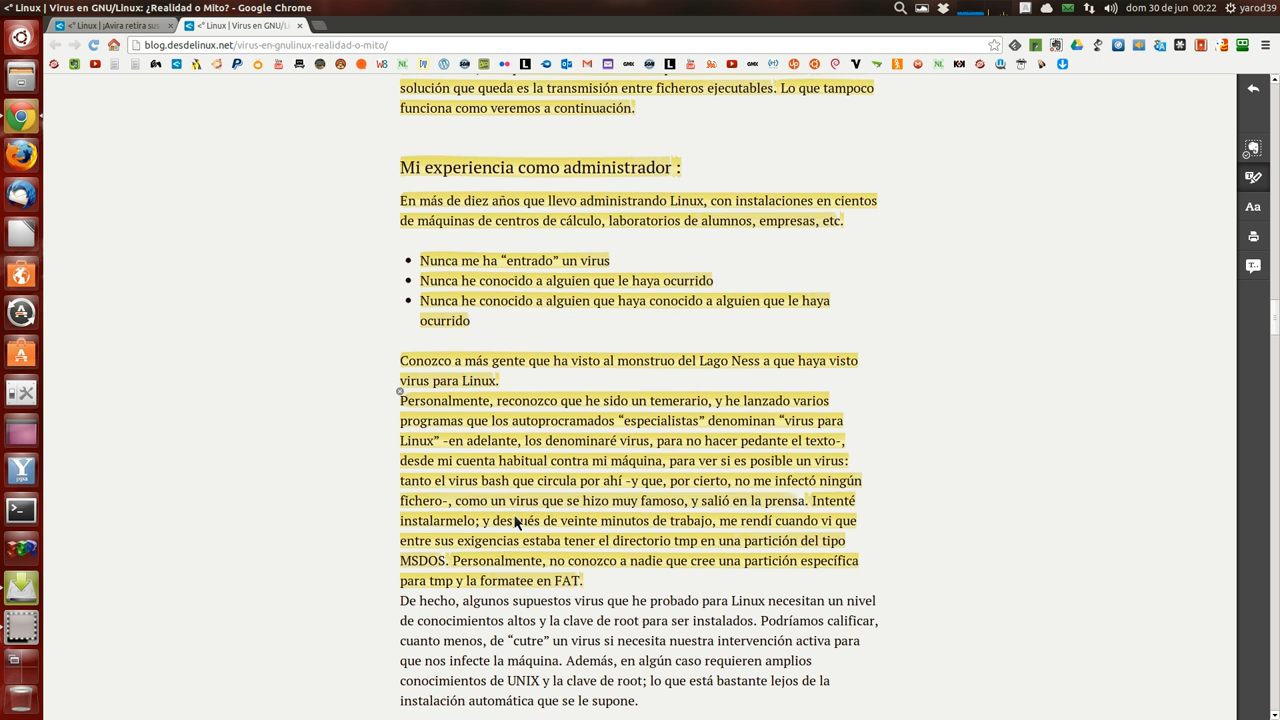 <° Linux | Virus en GNU/Linux: ¿Realidad o Mito? - Google Chrome
dom 30 de jun 00:22
yarod39
<° Linux | ¡Avira retira sus
<° Linux | Virus en GNU/Li
blog.desdelinux.net/virus-en-gnulinux-realidad-o-mito/
solución que queda es la transmisión entre ficheros ejecutables. Lo que tampoco
funciona como veremos a continuación.
Mi experiencia como administrador :
En más de diez años que llevo administrando Linux, con instalaciones en cientos
de máquinas de centros de cálculo, laboratorios de alumnos, empresas, etc.
• Nunca me ha “entrado” un virus
• Nunca he conocido a alguien que le haya ocurrido
• Nunca he conocido a alguien que haya conocido a alguien que le haya
ocurrido
Conozco a más gente que ha visto al monstruo del Lago Ness a que haya visto
virus para Linux.
Personalmente, reconozco que he sido un temerario, y he lanzado varios
programas que los autoprocramados “especialistas” denominan “virus para
Linux” -en adelante, los denominaré virus, para no hacer pedante el texto-,
desde mi cuenta habitual contra mi máquina, para ver si es posible un virus:
tanto el virus bash que circula por ahí -y que, por cierto, no me infectó ningún
fichero-, como un virus que se hizo muy famoso, y salió en la prensa. Intenté
instalarmelo; y después de veinte minutos de trabajo, me rendí cuando vi que
entre sus exigencias estaba tener el directorio tmp en una partición del tipo
MSDOS. Personalmente, no conozco a nadie que cree una partición específica
para tmp y la formatee en FAT.
De hecho, algunos supuestos virus que he probado para Linux necesitan un nivel
de conocimientos altos y la clave de root para ser instalados. Podríamos calificar,
cuanto menos, de “cutre” un virus si necesita nuestra intervención activa para
que nos infecte la máquina. Además, en algún caso requieren amplios
conocimientos de UNIX y la clave de root; lo que está bastante lejos de la
instalación automática que se le supone.
Aa